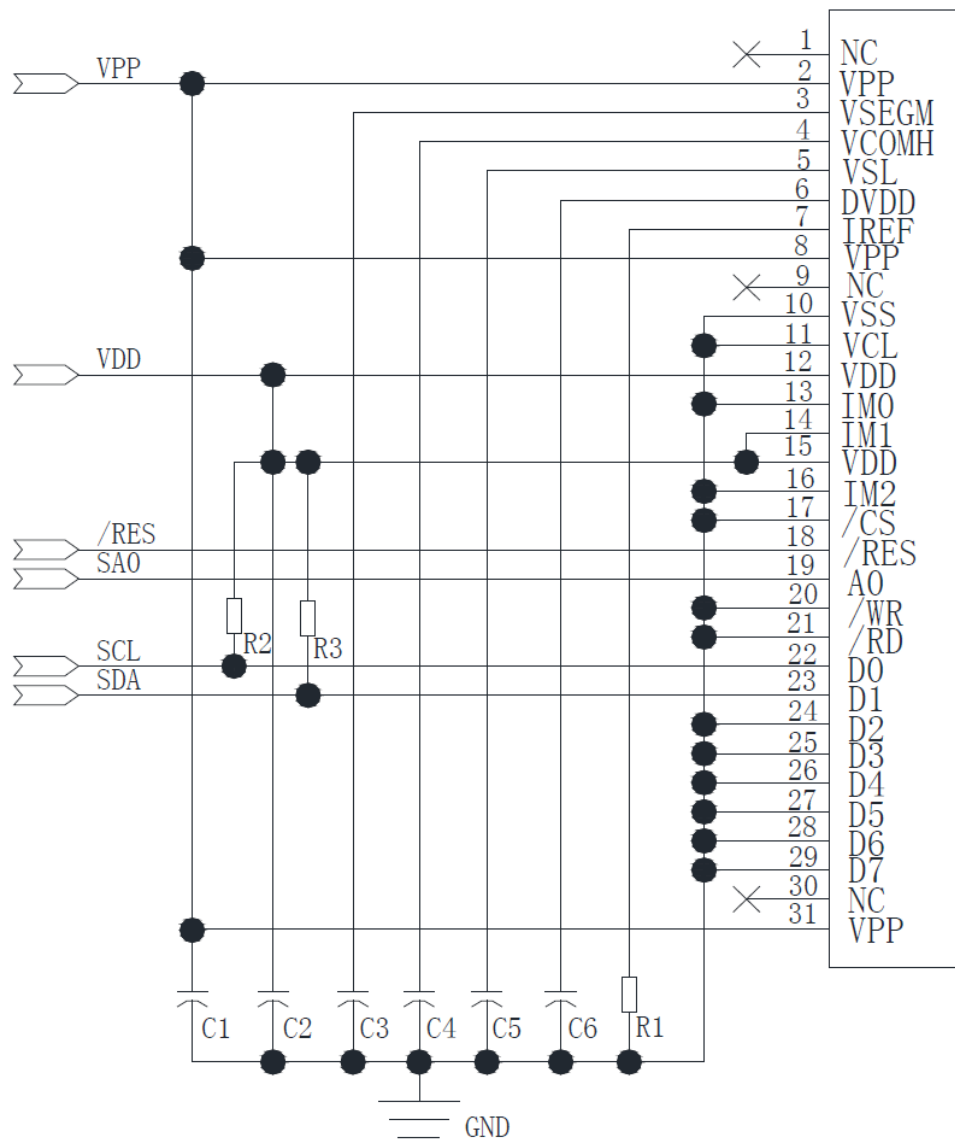 VPP
VDD
/RES
SA0
SCL
SDA
R2
R3
1 NC
2 VPP
3 VSEGM
4 VCOMH
5 VSL
6 DVDD
7 IREF
8 VPP
9 NC
10 VSS
11 VCL
12 VDD
13 IM0
14 IM1
15 VDD
16 IM2
17 /CS
18 /RES
19 A0
20 /WR
21 /RD
22 D0
23 D1
24 D2
25 D3
26 D4
27 D5
28 D6
29 D7
30 NC
31 VPP
C1 C2 C3 C4 C5 C6 R1
GND